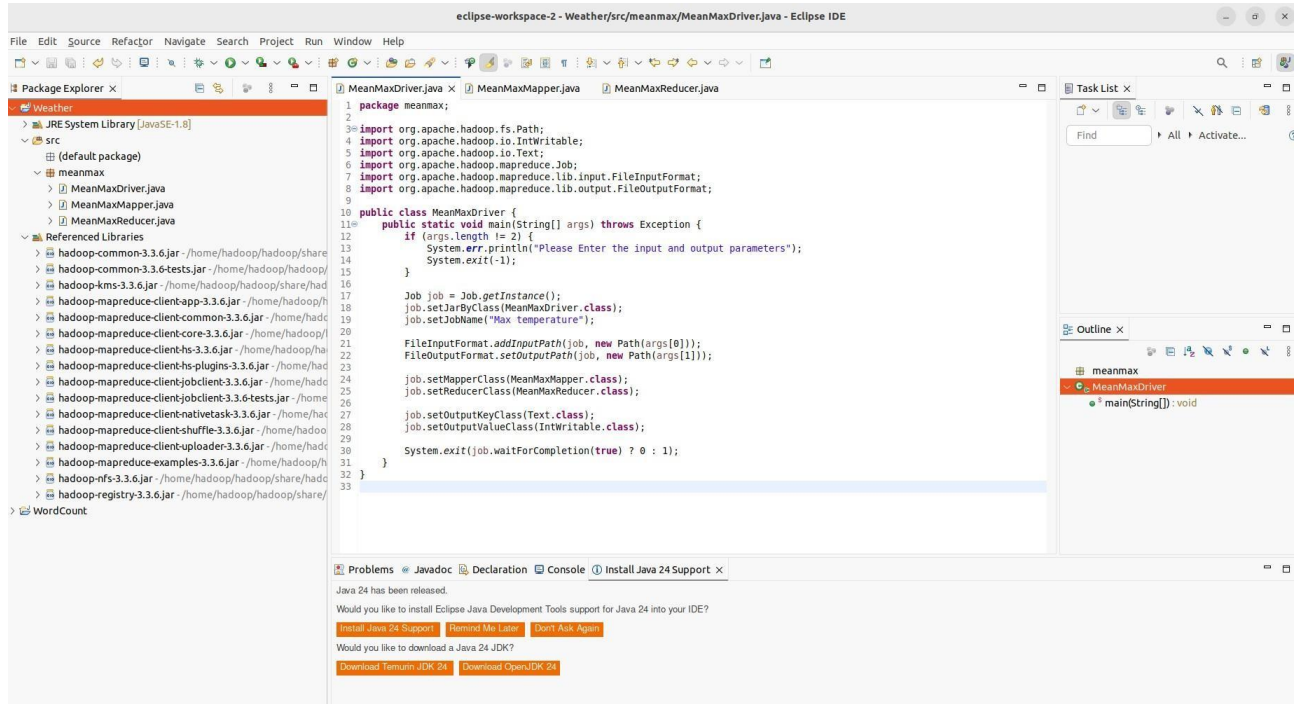 eclipse-workspace-2 - Weather/src/meanmax/MeanMaxDriver.java - Eclipse IDE
File Edit Source Refactor Navigate Search Project Run Window Help
Package Explorer
Weather
JRE System Library [JavaSE-1.8]
src
(default package)
meanmax
MeanMaxDriver.java
MeanMaxMapper.java
MeanMaxReducer.java
Referenced Libraries
hadoop-common-3.3.6.jar - /home/hadoop/hadoop/share
hadoop-common-3.3.6-tests.jar - /home/hadoop/hadoop/
hadoop-kms-3.3.6.jar - /home/hadoop/hadoop/share/had
hadoop-mapreduce-client-app-3.3.6.jar - /home/hadoop/h
hadoop-mapreduce-client-common-3.3.6.jar - /home/hadc
hadoop-mapreduce-client-core-3.3.6.jar - /home/hadoop/
hadoop-mapreduce-client-hs-3.3.6.jar - /home/hadoop/ha
hadoop-mapreduce-client-hs-plugins-3.3.6.jar - /home/had
hadoop-mapreduce-client-jobclient-3.3.6.jar - /home/hadc
hadoop-mapreduce-client-jobclient-3.3.6-tests.jar - /home
hadoop-mapreduce-client-nativetask-3.3.6.jar - /home/hac
hadoop-mapreduce-client-shuffle-3.3.6.jar - /home/hadoo
hadoop-mapreduce-client-uploader-3.3.6.jar - /home/hadc
hadoop-mapreduce-examples-3.3.6.jar - /home/hadoop/h
hadoop-nfs-3.3.6.jar - /home/hadoop/hadoop/share/hadc
hadoop-registry-3.3.6.jar - /home/hadoop/hadoop/share/
WordCount
MeanMaxDriver.java MeanMaxMapper.java MeanMaxReducer.java
1 package meanmax;
2
3 import org.apache.hadoop.fs.Path;
4 import org.apache.hadoop.io.IntWritable;
5 import org.apache.hadoop.io.Text;
6 import org.apache.hadoop.mapreduce.Job;
7 import org.apache.hadoop.mapreduce.lib.input.FileInputFormat;
8 import org.apache.hadoop.mapreduce.lib.output.FileOutputFormat;
9
10 public class MeanMaxDriver {
11 public static void main(String[] args) throws Exception {
12 if (args.length != 2) {
13 System.err.println("Please Enter the input and output parameters");
14 System.exit(-1);
15 }
16
17 Job job = Job.getInstance();
18 job.setJarByClass(MeanMaxDriver.class);
19 job.setJobName("Max temperature");
20
21 FileInputFormat.addInputPath(job, new Path(args[0]));
22 FileOutputFormat.setOutputPath(job, new Path(args[1]));
23
24 job.setMapperClass(MeanMaxMapper.class);
25 job.setReducerClass(MeanMaxReducer.class);
26
27 job.setOutputKeyClass(Text.class);
28 job.setOutputValueClass(IntWritable.class);
29
30 System.exit(job.waitForCompletion(true) ? 0 : 1);
31 }
32 }
33
Task List
Find All Activate...
Outline
meanmax
MeanMaxDriver
main(String[]) : void
Problems Javadoc Declaration Console Install Java 24 Support
Java 24 has been released.
Would you like to install Eclipse Java Development Tools support for Java 24 into your IDE?
Install Java 24 Support Remind Me Later Don't Ask Again
Would you like to download a Java 24 JDK?
Download Temurin JDK 24 Download OpenJDK 24